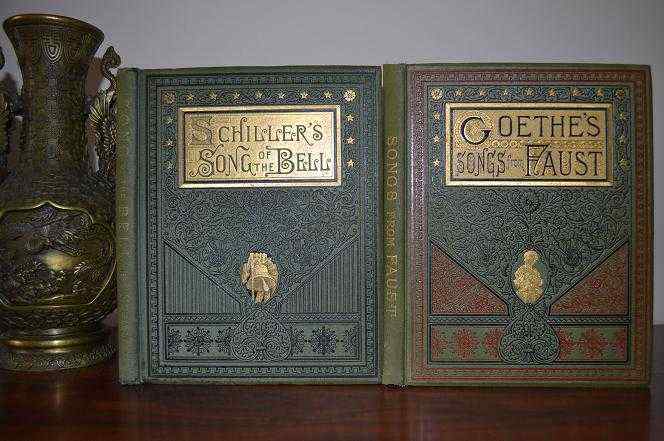 SCHILLER'S
SONG OF THE BELL
SONGS FROM FAUST
GOETHE'S
SONGS from FAUST